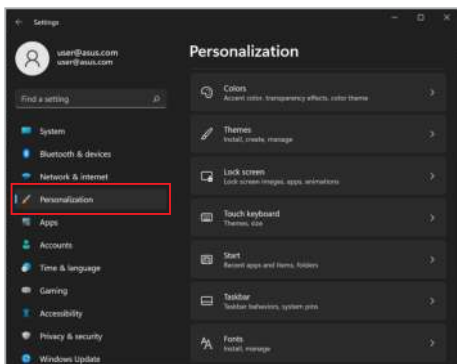 Settings
user@asus.com
user@asus.com
Find a setting
System
Bluetooth & devices
Network & internet
Personalization
Apps
Accounts
Time & language
Gaming
Accessibility
Privacy & security
Windows Update
Personalization
Colors
Accent color, transparency effects, color theme
Themes
Install, create, manage
Lock screen
Lock screen images, apps, animations
Touch keyboard
Themes, size
Start
Recent apps and items, folders
Taskbar
Taskbar behaviors, system pins
Fonts
Install, manage